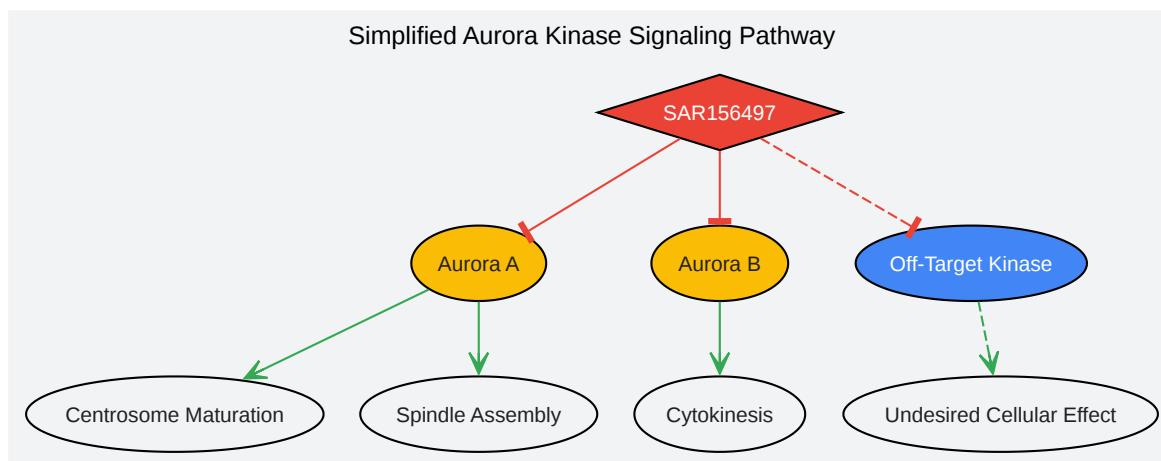 Simplified Aurora Kinase Signaling Pathway
SAR156497
Aurora A
Aurora B
Off-Target Kinase
Centrosome Maturation
Spindle Assembly
Cytokinesis
Undesired Cellular Effect